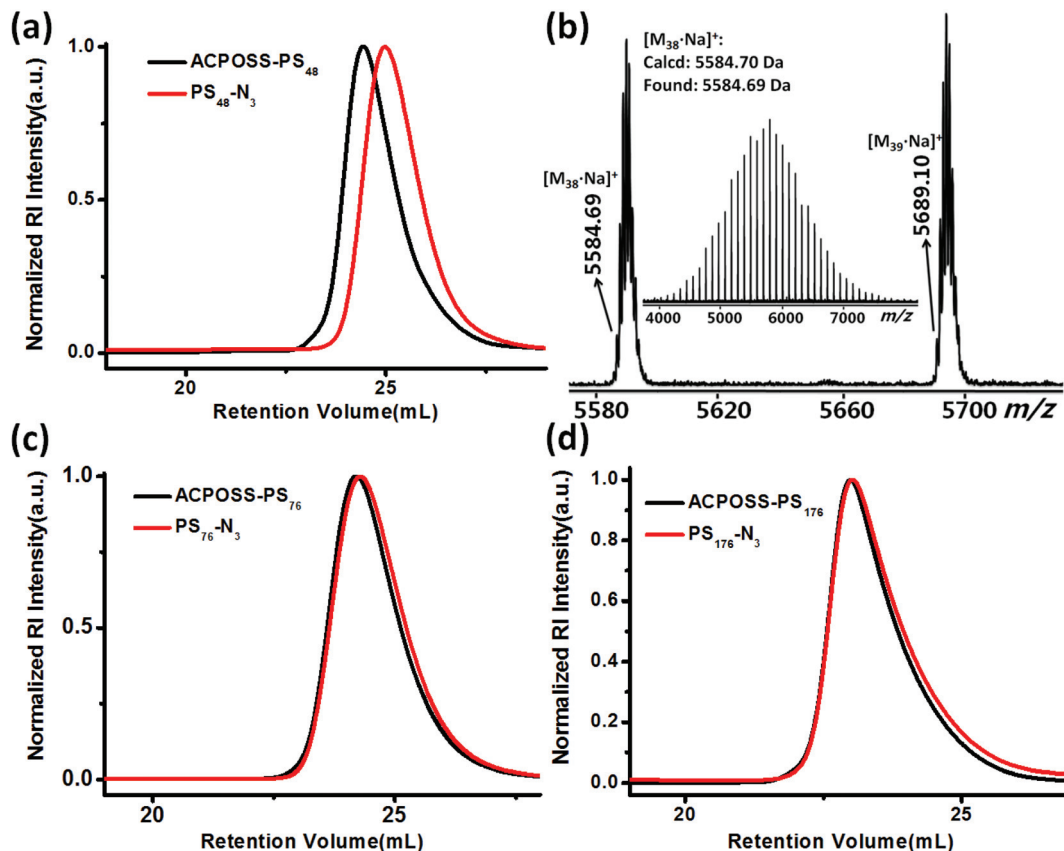 (a)
Normalized RI Intensity(a.u.)
1.0
0.5
0.0
ACPOSS-PS₄₈
PS₄₈-N₃
20
25
Retention Volume(mL)
(b)
[M₃₈·Na]⁺:
Calcd: 5584.70 Da
Found: 5584.69 Da
[M₃₈·Na]⁺
5584.69
[M₃₉·Na]⁺
5689.10
4000 5000 6000 7000 m/z
5580 5620 5660 5700 m/z
(c)
Normalized RI Intensity(a.u.)
1.0
0.5
0.0
ACPOSS-PS₇₆
PS₇₆-N₃
20
25
Retention Volume(mL)
(d)
Normalized RI Intensity(a.u.)
1.0
0.8
0.6
0.4
0.2
0.0
ACPOSS-PS₁₇₆
PS₁₇₆-N₃
20
25
Retention Volume(mL)